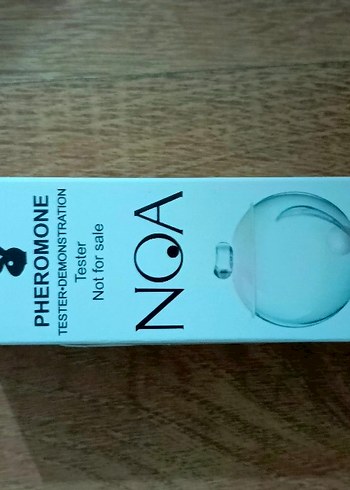 PHEROMONE
TESTER•DEMONSTRATION
Tester
Not for sale
NOA